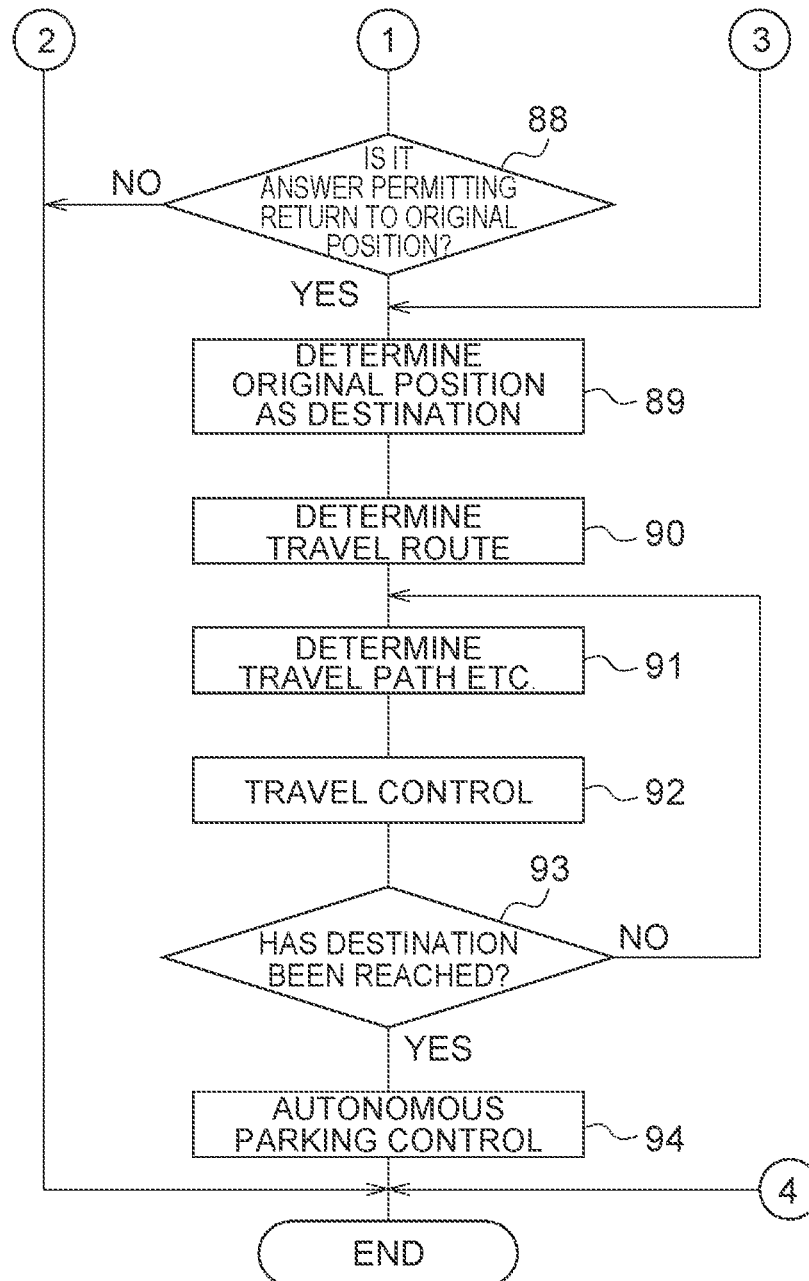 2
1
3
88
IS IT
ANSWER PERMITTING
RETURN TO ORIGINAL
POSITION?
NO
YES
DETERMINE
ORIGINAL POSITION
AS DESTINATION
89
DETERMINE
TRAVEL ROUTE
90
DETERMINE
TRAVEL PATH ETC.
91
TRAVEL CONTROL
92
93
HAS DESTINATION
BEEN REACHED?
NO
YES
AUTONOMOUS
PARKING CONTROL
94
4
END